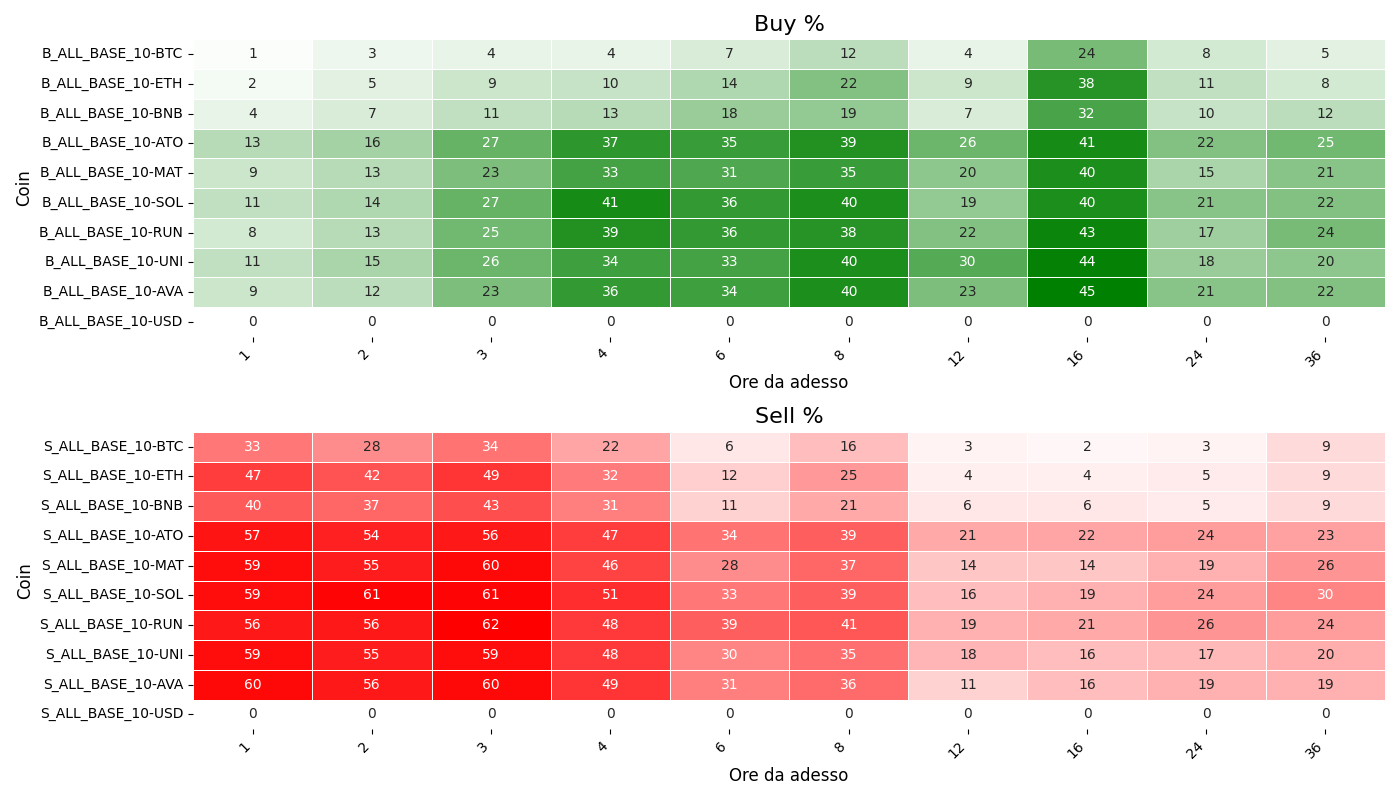 Buy %
Coin
B_ALL_BASE_10-BTC 1 3 4 4 7 12 4 24 8 5
B_ALL_BASE_10-ETH 2 5 9 10 14 22 9 38 11 8
B_ALL_BASE_10-BNB 4 7 11 13 18 19 7 32 10 12
B_ALL_BASE_10-ATO 13 16 27 37 35 39 26 41 22 25
B_ALL_BASE_10-MAT 9 13 23 33 31 35 20 40 15 21
B_ALL_BASE_10-SOL 11 14 27 41 36 40 19 40 21 22
B_ALL_BASE_10-RUN 8 13 25 39 36 38 22 43 17 24
B_ALL_BASE_10-UNI 11 15 26 34 33 40 30 44 18 20
B_ALL_BASE_10-AVA 9 12 23 36 34 40 23 45 21 22
B_ALL_BASE_10-USD 0 0 0 0 0 0 0 0 0 0
1 2 3 4 6 8 12 16 24 36
Ore da adesso
Sell %
Coin
S_ALL_BASE_10-BTC 33 28 34 22 6 16 3 2 3 9
S_ALL_BASE_10-ETH 47 42 49 32 12 25 4 4 5 9
S_ALL_BASE_10-BNB 40 37 43 31 11 21 6 6 5 9
S_ALL_BASE_10-ATO 57 54 56 47 34 39 21 22 24 23
S_ALL_BASE_10-MAT 59 55 60 46 28 37 14 14 19 26
S_ALL_BASE_10-SOL 59 61 61 51 33 39 16 19 24 30
S_ALL_BASE_10-RUN 56 56 62 48 39 41 19 21 26 24
S_ALL_BASE_10-UNI 59 55 59 48 30 35 18 16 17 20
S_ALL_BASE_10-AVA 60 56 60 49 31 36 11 16 19 19
S_ALL_BASE_10-USD 0 0 0 0 0 0 0 0 0 0
1 2 3 4 6 8 12 16 24 36
Ore da adesso